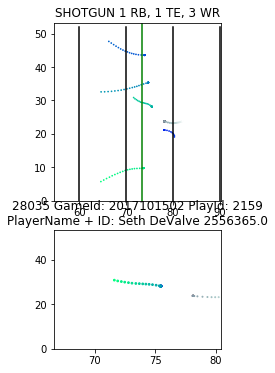 SHOTGUN 1 RB, 1 TE, 3 WR
50
40
30
20
10
0
60 70 80 90
28035 GameId: 2017101502 PlayId: 2159
PlayerName + ID: Seth DeValve 2556365.0
40
20
0
70 75 80